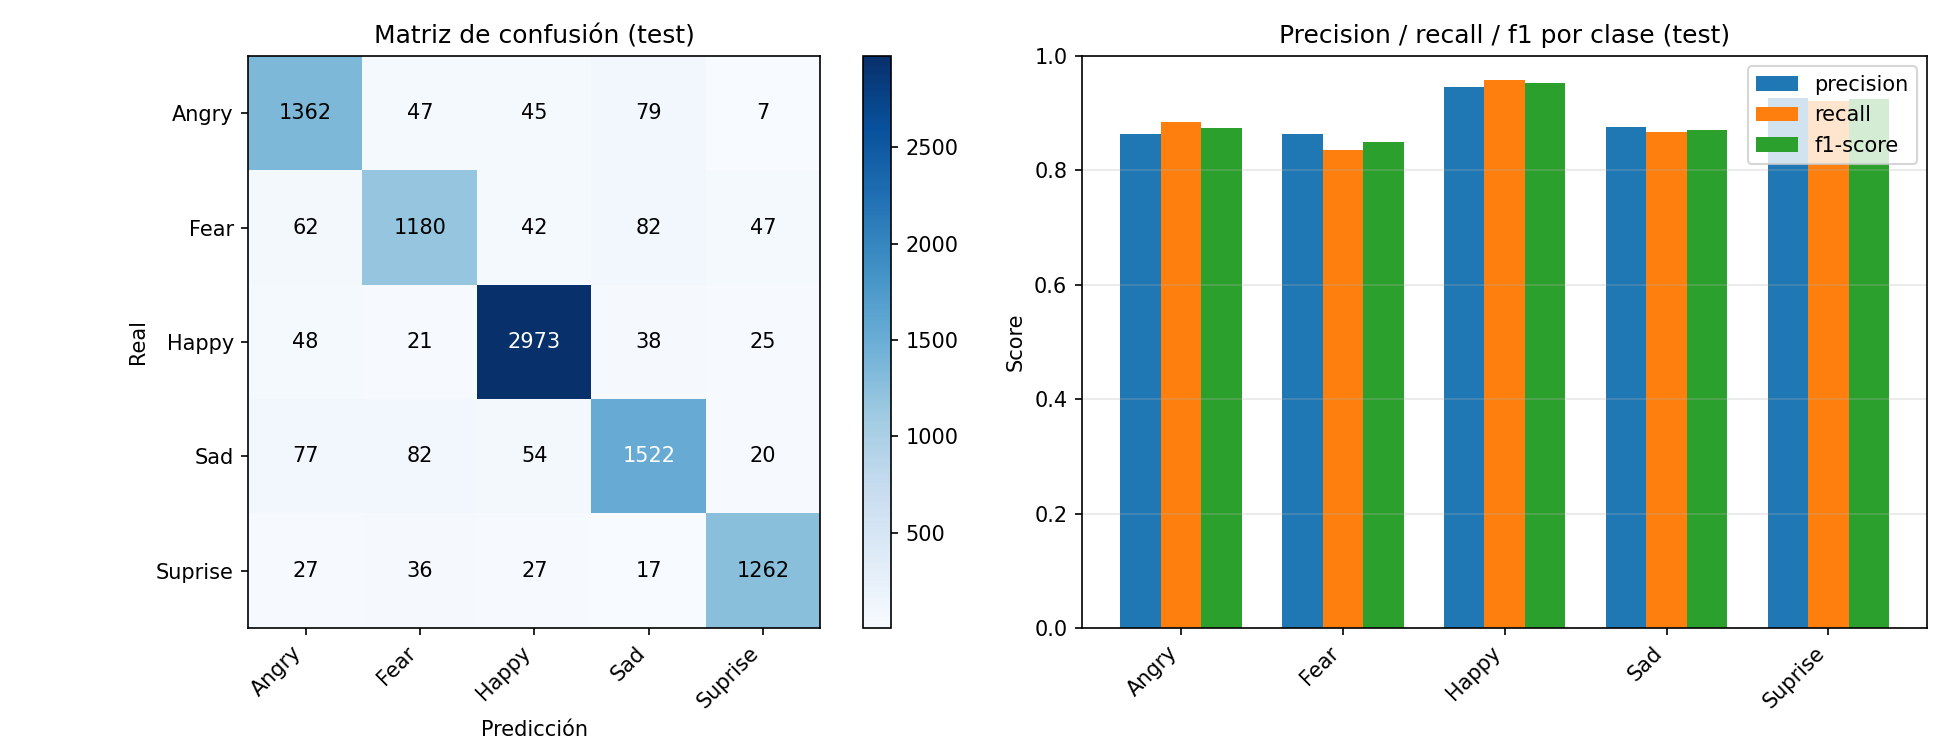 Matriz de confusión (test)
Real
Angry 1362 47 45 79 7
Fear 62 1180 42 82 47
Happy 48 21 2973 38 25
Sad 77 82 54 1522 20
Suprise 27 36 27 17 1262
Angry Fear Happy Sad Suprise
Predicción
2500
2000
1500
1000
500
Precision / recall / f1 por clase (test)
Score
1.0
0.8
0.6
0.4
0.2
0.0
precision
recall
f1-score
Angry Fear Happy Sad Suprise